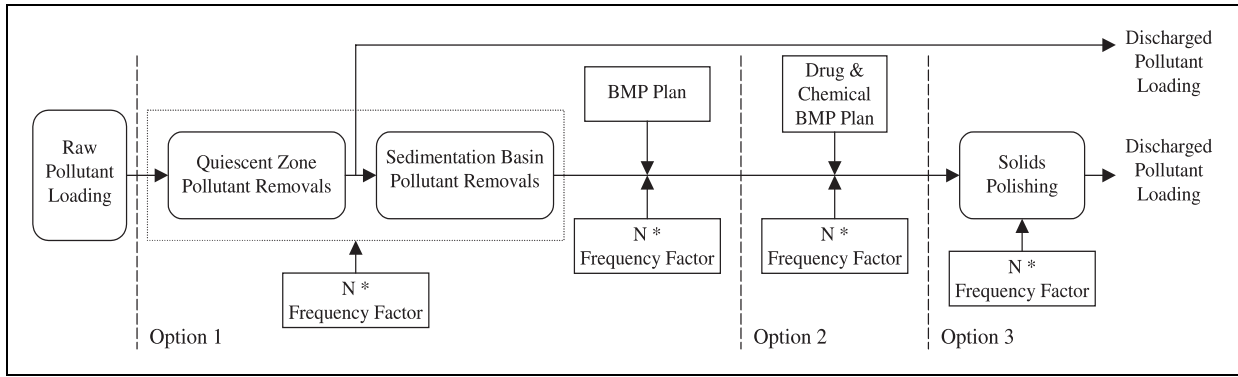 Discharged
Pollutant
Loading
BMP Plan
Drug &
Chemical
BMP Plan
Raw
Pollutant
Loading
Quiescent Zone
Pollutant Removals
Sedimentation Basin
Pollutant Removals
Solids
Polishing
Discharged
Pollutant
Loading
N *
Frequency Factor
N *
Frequency Factor
N *
Frequency Factor
N *
Frequency Factor
Option 1
Option 2
Option 3